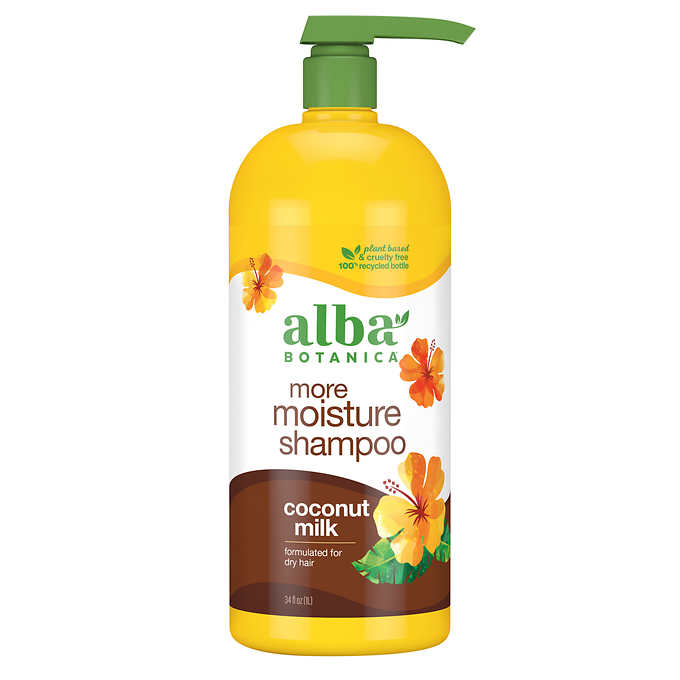 plant based
& cruelty free
100% recycled bottle
alba
BOTANICA
more
moisture
shampoo
coconut
milk
formulated for
dry hair
34 fl oz (1L)